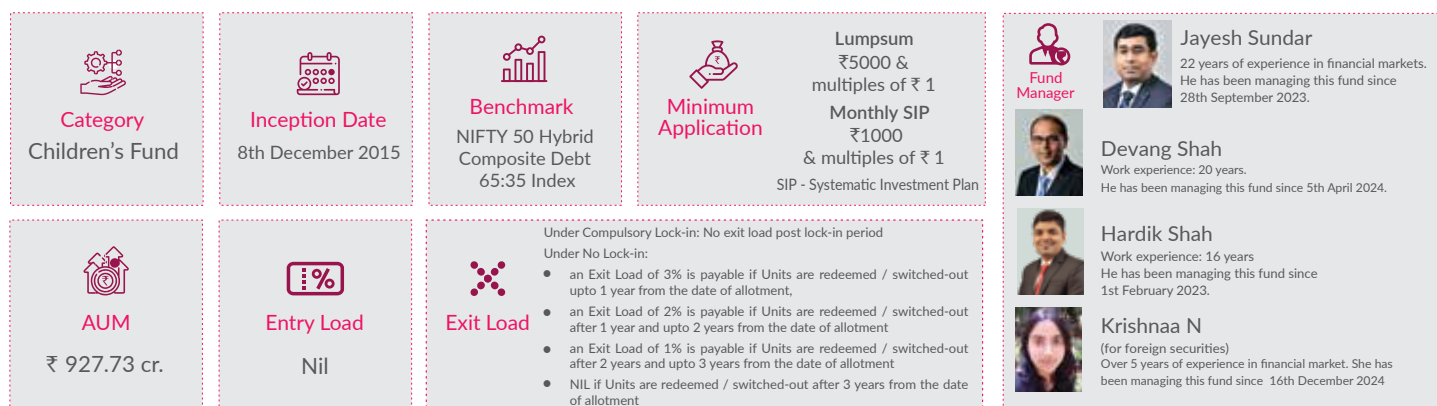 Category
Children's Fund
Inception Date
8th December 2015
Benchmark
NIFTY 50 Hybrid
Composite Debt
65:35 Index
Minimum
Application
Lumpsum
₹5000 &
multiples of ₹ 1
Monthly SIP
₹1000
& multiples of ₹ 1
SIP - Systematic Investment Plan
AUM
₹ 927.73 cr.
Entry Load
Nil
Exit Load
Under Compulsory Lock-in: No exit load post lock-in period
Under No Lock-in:
● an Exit Load of 3% is payable if Units are redeemed / switched-out
upto 1 year from the date of allotment,
● an Exit Load of 2% is payable if Units are redeemed / switched-out
after 1 year and upto 2 years from the date of allotment
● an Exit Load of 1% is payable if Units are redeemed / switched-out
after 2 years and upto 3 years from the date of allotment
● NIL if Units are redeemed / switched-out after 3 years from the date
of allotment
Fund
Manager
Jayesh Sundar
22 years of experience in financial markets.
He has been managing this fund since
28th September 2023.
Devang Shah
Work experience: 20 years.
He has been managing this fund since 5th April 2024.
Hardik Shah
Work experience: 16 years
He has been managing this fund since
1st February 2023.
Krishnaa N
(for foreign securities)
Over 5 years of experience in financial market. She has
been managing this fund since 16th December 2024